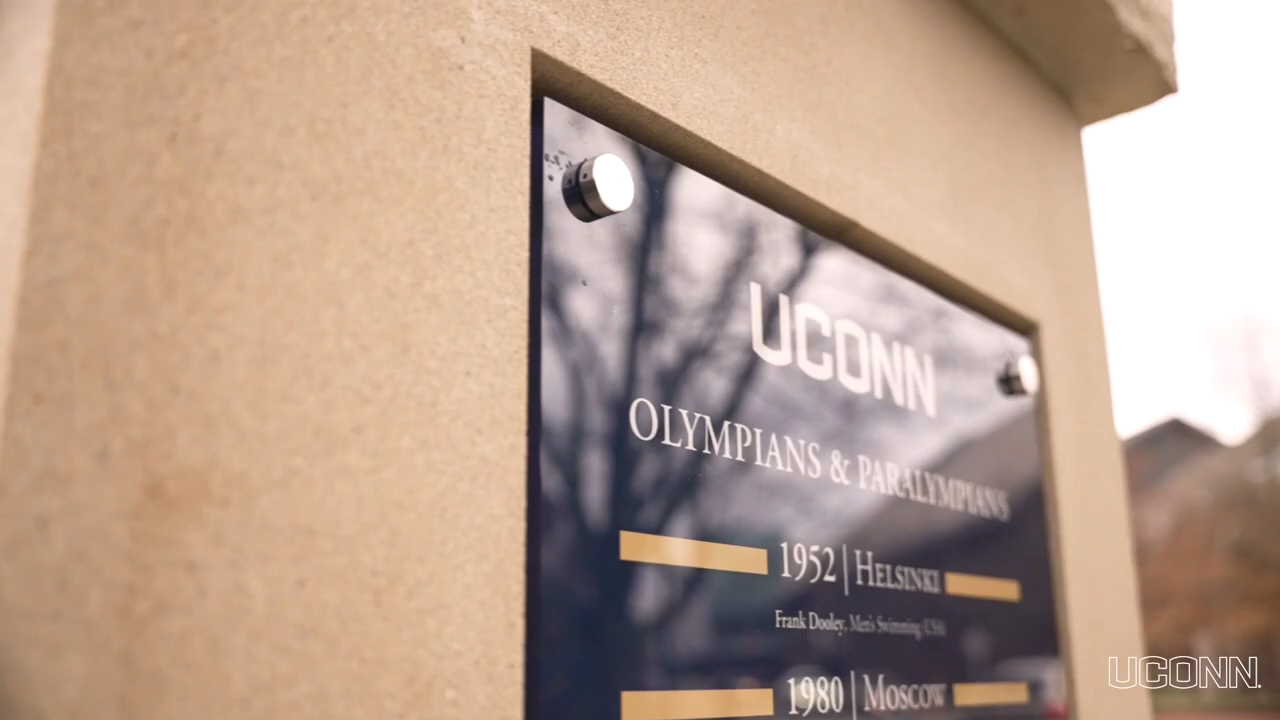 UCONN
OLYMPIANS & PARALYMPIANS
1952 | HELSINKI
Frank Dooley, Men's Swimming (USA)
1980 | MOSCOW
UCONN.